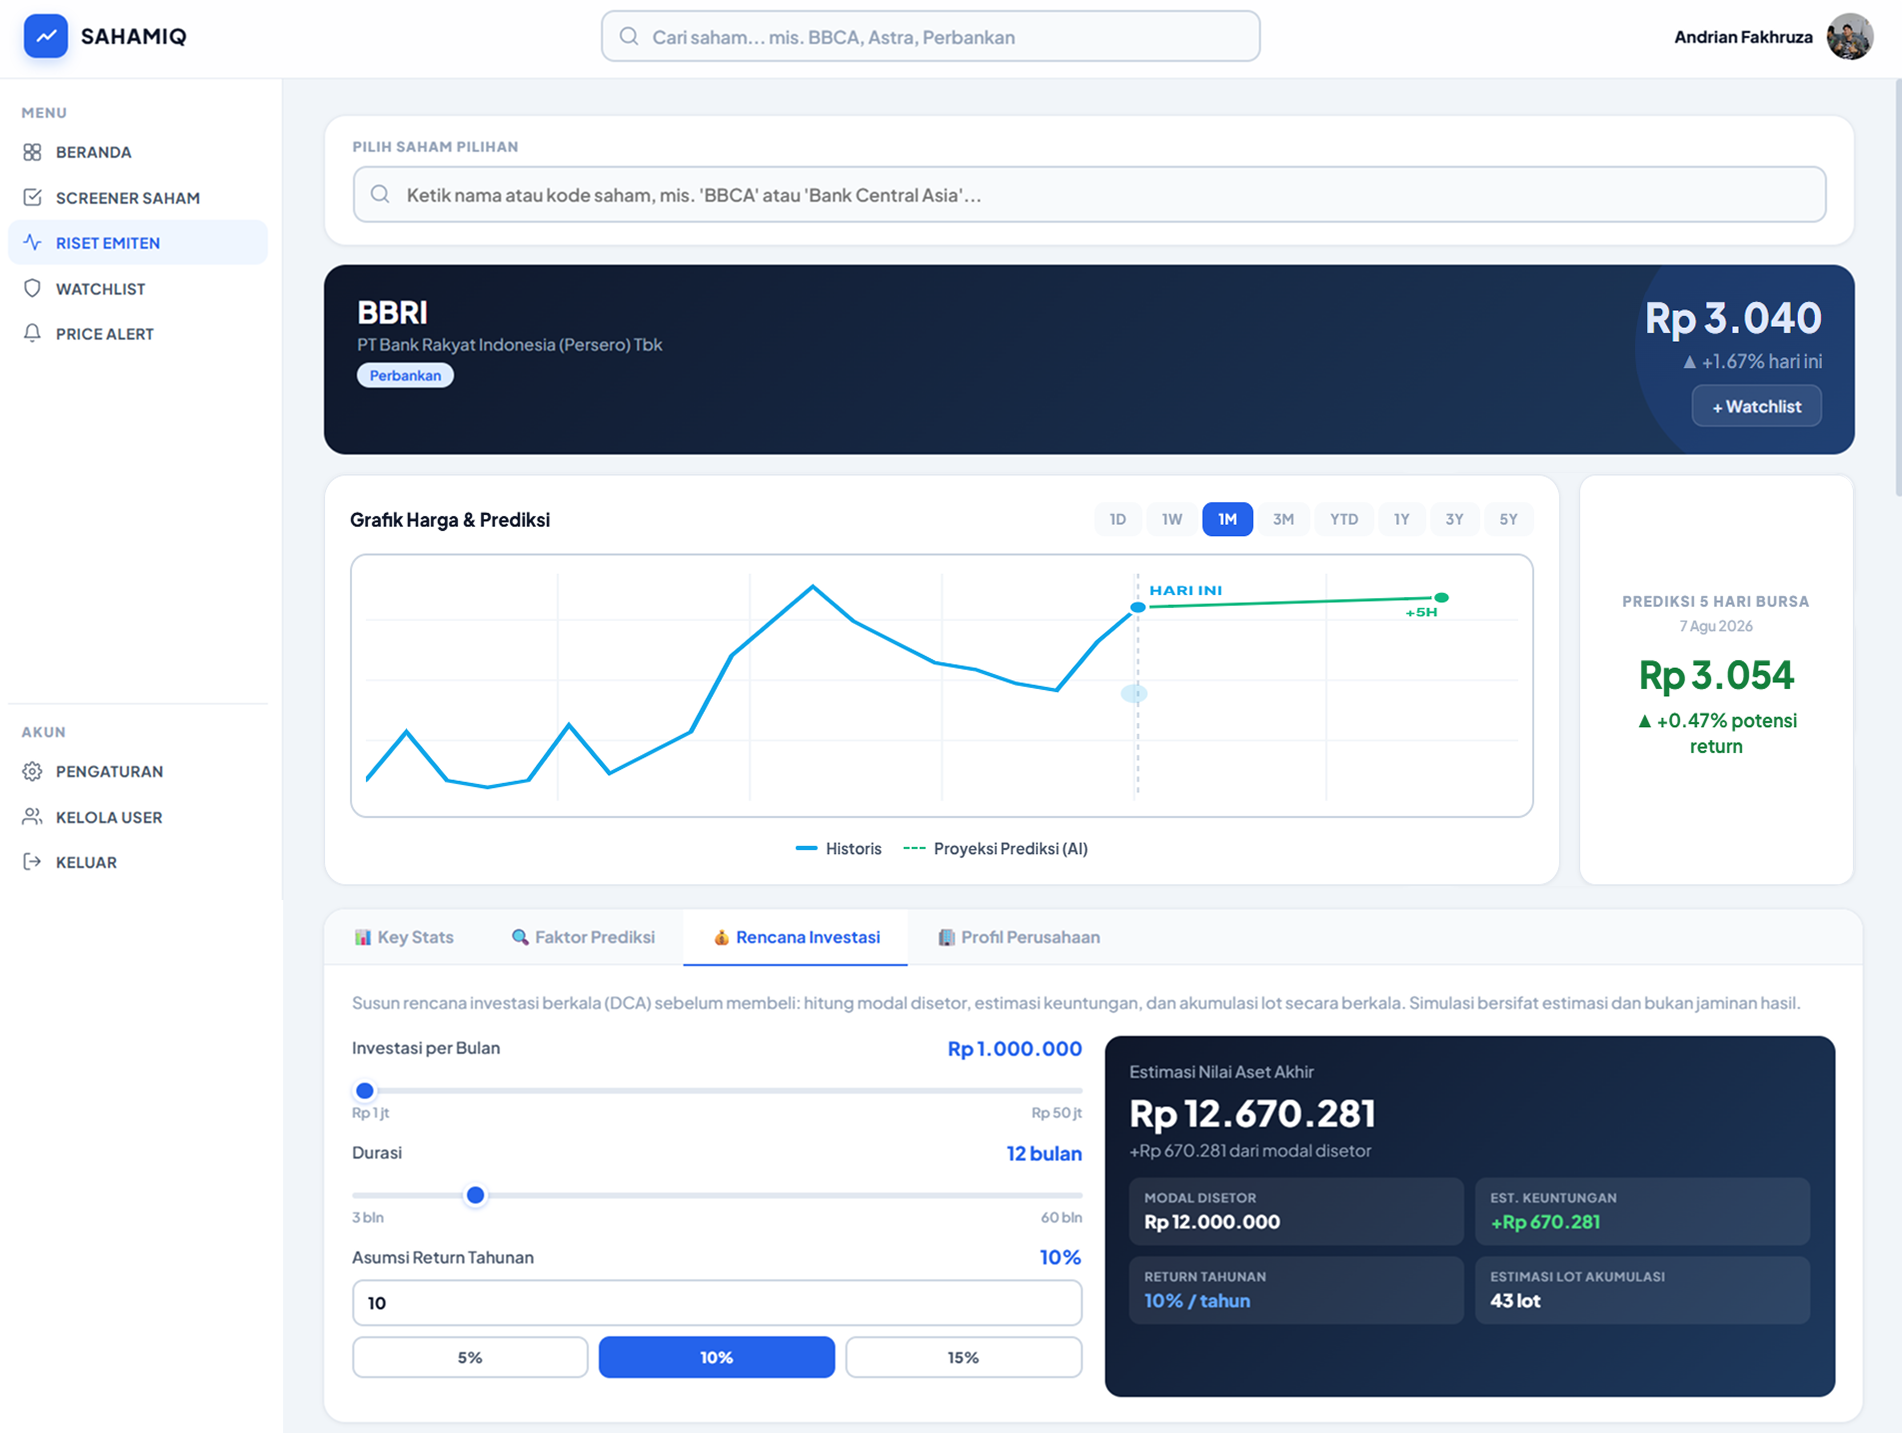 SAHAMIQ
Cari saham... mis. BBCA, Astra, Perbankan
Andrian Fakhruza
MENU
BERANDA
SCREENER SAHAM
RISET EMITEN
WATCHLIST
PRICE ALERT
AKUN
PENGATURAN
KELOLA USER
KELUAR
PILIH SAHAM PILIHAN
Ketik nama atau kode saham, mis. 'BBCA' atau 'Bank Central Asia'...
BBRI
PT Bank Rakyat Indonesia (Persero) Tbk
Perbankan
Rp 3.040
▲ +1.67% hari ini
+ Watchlist
Grafik Harga & Prediksi
1D 1W 1M 3M YTD 1Y 3Y 5Y
HARI INI
+5H
Historis
Proyeksi Prediksi (AI)
PREDIKSI 5 HARI BURSA
7 Agu 2026
Rp 3.054
▲ +0.47% potensi
return
Key Stats
Faktor Prediksi
Rencana Investasi
Profil Perusahaan
Susun rencana investasi berkala (DCA) sebelum membeli: hitung modal disetor, estimasi keuntungan, dan akumulasi lot secara berkala. Simulasi bersifat estimasi dan bukan jaminan hasil.
Investasi per Bulan
Rp 1.000.000
Rp 1 jt
Rp 50 jt
Durasi
12 bulan
3 bln
60 bln
Asumsi Return Tahunan
10%
10
5%
10%
15%
Estimasi Nilai Aset Akhir
Rp 12.670.281
+Rp 670.281 dari modal disetor
MODAL DISETOR
Rp 12.000.000
EST. KEUNTUNGAN
+Rp 670.281
RETURN TAHUNAN
10% / tahun
ESTIMASI LOT AKUMULASI
43 lot